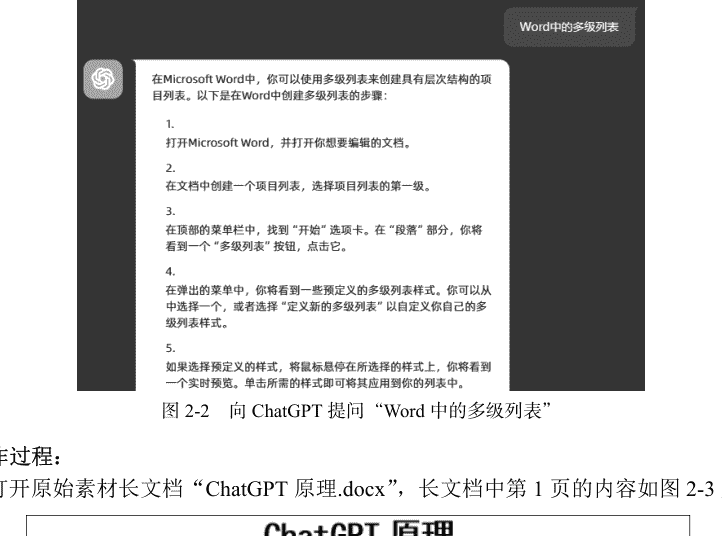 Word中的多级列表
在Microsoft Word中，你可以使用多级列表来创建具有层次结构的项
目列表。以下是在Word中创建多级列表的步骤：
1.
打开Microsoft Word，并打开你想要编辑的文档。
2.
在文档中创建一个项目列表，选择项目列表的第一级。
3.
在顶部的菜单栏中，找到“开始”选项卡。在“段落”部分，你将
看到一个“多级列表”按钮，点击它。
4.
在弹出的菜单中，你将看到一些预定义的多级列表样式。你可以从
中选择一个，或者选择“定义新的多级列表”以自定义你自己的多
级列表样式。
5.
如果选择预定义的样式，将鼠标悬停在所选择的样式上，你将看到
一个实时预览。单击所需的样式即可将其应用到你的列表中。
图 2-2 向 ChatGPT 提问“Word 中的多级列表”
作过程：
打开原始素材长文档“ChatGPT 原理.docx”，长文档中第 1 页的内容如图 2-3
ChatGPT 原理